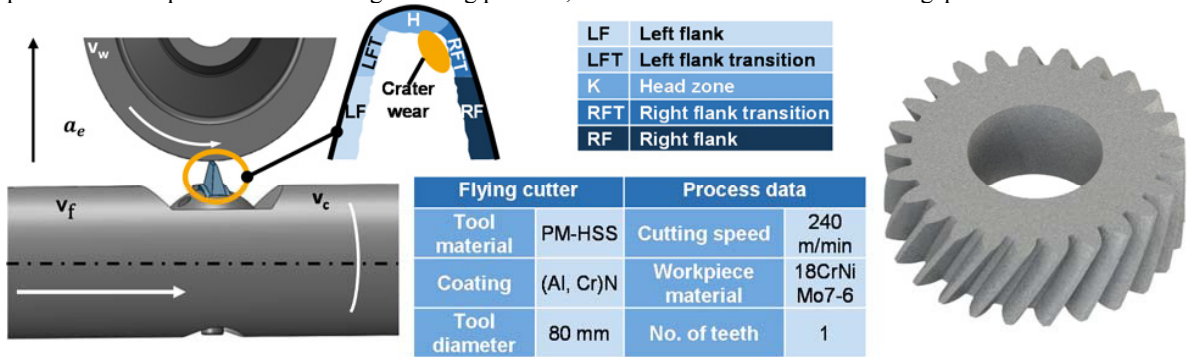 v_w
a_e
v_f
v_c
H
LFT
RFT
Crater
wear
LF
RF
LF Left flank
LFT Left flank transition
K Head zone
RFT Right flank transition
RF Right flank
Flying cutter Process data
Tool material PM-HSS Cutting speed 240 m/min
Coating (Al, Cr)N Workpiece material 18CrNi Mo7-6
Tool diameter 80 mm No. of teeth 1